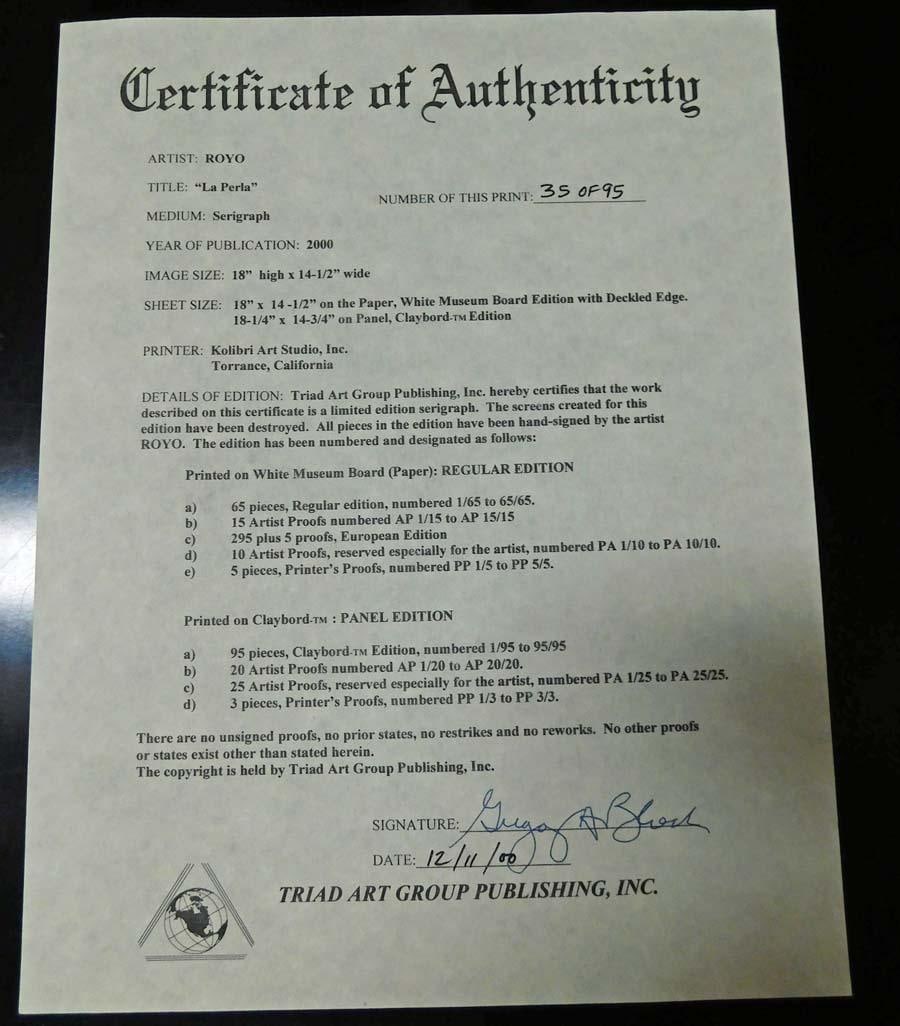 Certificate of Authenticity
ARTIST: ROYO
TITLE: “La Perla”
NUMBER OF THIS PRINT: 35 OF 95
MEDIUM: Serigraph
YEAR OF PUBLICATION: 2000
IMAGE SIZE: 18” high x 14-1/2” wide
SHEET SIZE: 18” x 14 -1/2” on the Paper, White Museum Board Edition with Deckled Edge.
18-1/4” x 14-3/4” on Panel, Claybord-TM Edition
PRINTER: Kolibri Art Studio, Inc.
Torrance, California
DETAILS OF EDITION: Triad Art Group Publishing, Inc. hereby certifies that the work
described on this certificate is a limited edition serigraph. The screens created for this
edition have been destroyed. All pieces in the edition have been hand-signed by the artist
ROYO. The edition has been numbered and designated as follows:
Printed on White Museum Board (Paper): REGULAR EDITION
a) 65 pieces, Regular edition, numbered 1/65 to 65/65.
b) 15 Artist Proofs numbered AP 1/15 to AP 15/15
c) 295 plus 5 proofs, European Edition
d) 10 Artist Proofs, reserved especially for the artist, numbered PA 1/10 to PA 10/10.
e) 5 pieces, Printer's Proofs, numbered PP 1/5 to PP 5/5.
Printed on Claybord-TM : PANEL EDITION
a) 95 pieces, Claybord-TM Edition, numbered 1/95 to 95/95
b) 20 Artist Proofs numbered AP 1/20 to AP 20/20.
c) 25 Artist Proofs, reserved especially for the artist, numbered PA 1/25 to PA 25/25.
d) 3 pieces, Printer's Proofs, numbered PP 1/3 to PP 3/3.
There are no unsigned proofs, no prior states, no restrikes and no reworks. No other proofs
or states exist other than stated herein.
The copyright is held by Triad Art Group Publishing, Inc.
SIGNATURE:
DATE: 12/11/00
TRIAD ART GROUP PUBLISHING, INC.